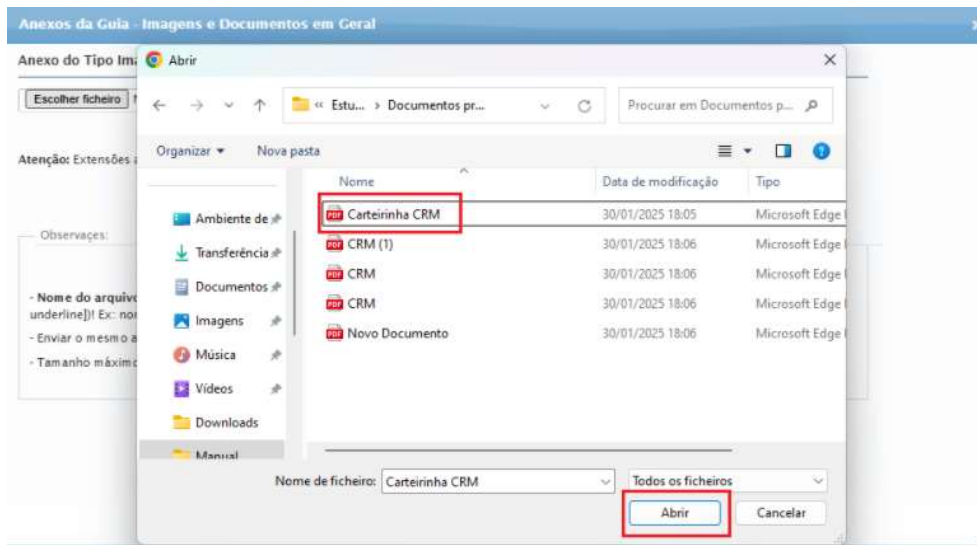 Anexos da Guia - Imagens e Documentos em Geral
Anexo do Tipo
Abrir
Escolher ficheiro
« Estu... > Documentos pr...
Procurar em Documentos p...
Atenção: Extensões
Organizar
Nova pasta
Nome
Data de modificação
Tipo
Ambiente de
Carteirinha CRM
30/01/2025 18:05
Microsoft Edge
Observaçes:
Transferência
CRM (1)
30/01/2025 18:06
Microsoft Edge
Documentos
CRM
30/01/2025 18:06
Microsoft Edge
- Nome do arquivo
underline])! Ex:
Imagens
CRM
30/01/2025 18:06
Microsoft Edge
- Enviar o mesmo a
Música
Novo Documento
30/01/2025 18:06
Microsoft Edge
- Tamanho máximo
Vídeos
Downloads
Manual
Nome de ficheiro: Carteirinha CRM
Todos os ficheiros
Abrir
Cancelar